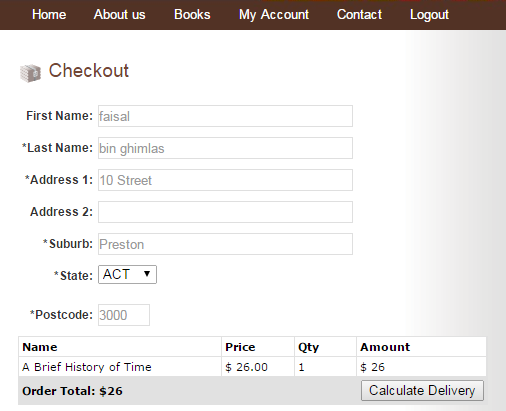 Home About us Books My Account Contact Logout
Checkout
First Name: faisal
*Last Name: bin ghimlas
*Address 1: 10 Street
Address 2:
*Suburb: Preston
*State: ACT
*Postcode: 3000
Name Price Qty Amount
A Brief History of Time $ 26.00 1 $ 26
Order Total: $26 Calculate Delivery